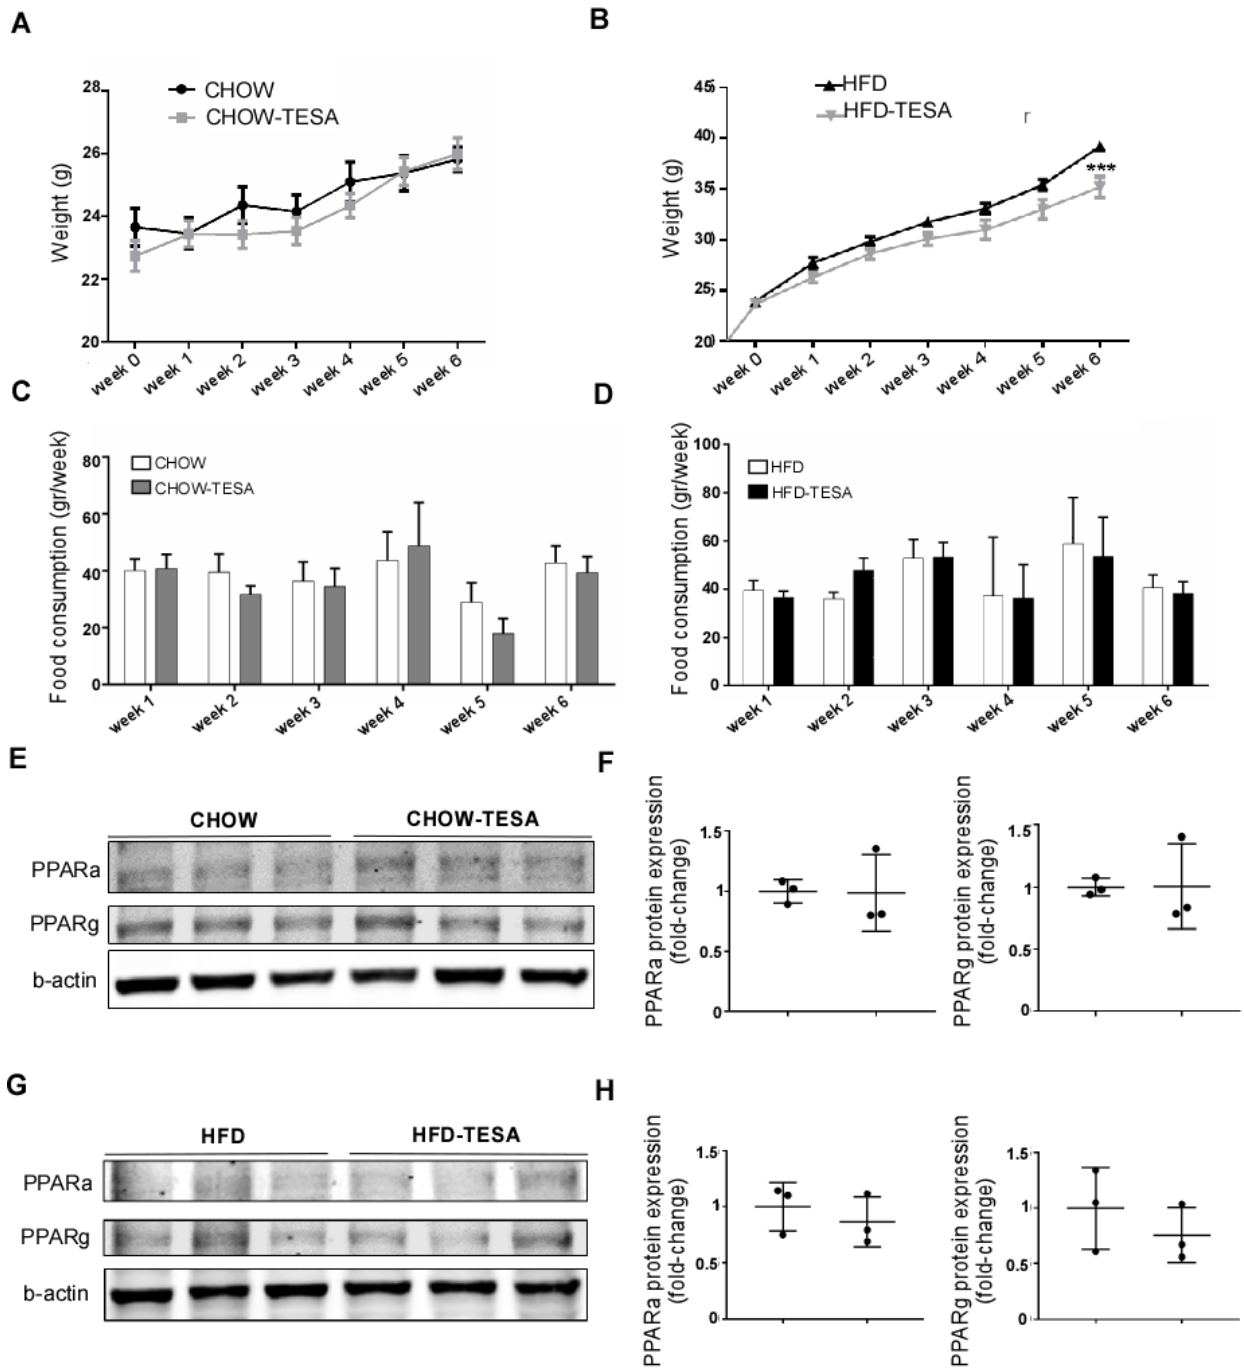 A
B
28
26
24
22
20
Weight (g)
CHOW
CHOW-TESA
week 0
week 1
week 2
week 3
week 4
week 5
week 6
45
40
35
30
25
20
Weight (g)
HFD
HFD-TESA
r
***
week 0
week 1
week 2
week 3
week 4
week 5
week 6
C
D
80
60
40
20
0
Food consumption (gr/week)
CHOW
CHOW-TESA
week 1
week 2
week 3
week 4
week 5
week 6
100
80
60
40
20
0
Food consumption (gr/week)
HFD
HFD-TESA
week 1
week 2
week 3
week 4
week 5
week 6
E
CHOW
CHOW-TESA
PPARa
PPARg
b-actin
F
PPARa protein expression
(fold-change)
1.5
1
0.5
0
PPARg protein expression
(fold-change)
1.5
1
0.5
0
G
HFD
HFD-TESA
PPARa
PPARg
b-actin
H
PPARa protein expression
(fold-change)
1.5
1
0.5
0
PPARg protein expression
(fold-change)
1.5
1
0.5
0